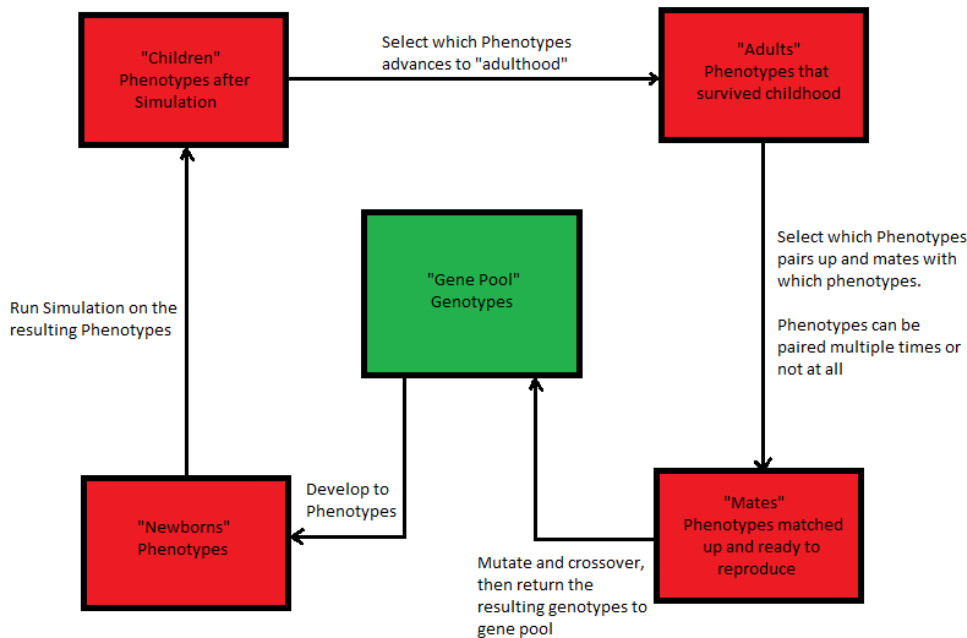 "Children"
Phenotypes after
Simulation
Select which Phenotypes
advances to "adulthood"
"Adults"
Phenotypes that
survived childhood
Select which Phenotypes
pairs up and mates with
which phenotypes.
Phenotypes can be
paired multiple times or
not at all
"Gene Pool"
Genotypes
Run Simulation on the
resulting Phenotypes
Develop to
Phenotypes
"Newborns"
Phenotypes
"Mates"
Phenotypes matched
up and ready to
reproduce
Mutate and crossover,
then return the
resulting genotypes to
gene pool